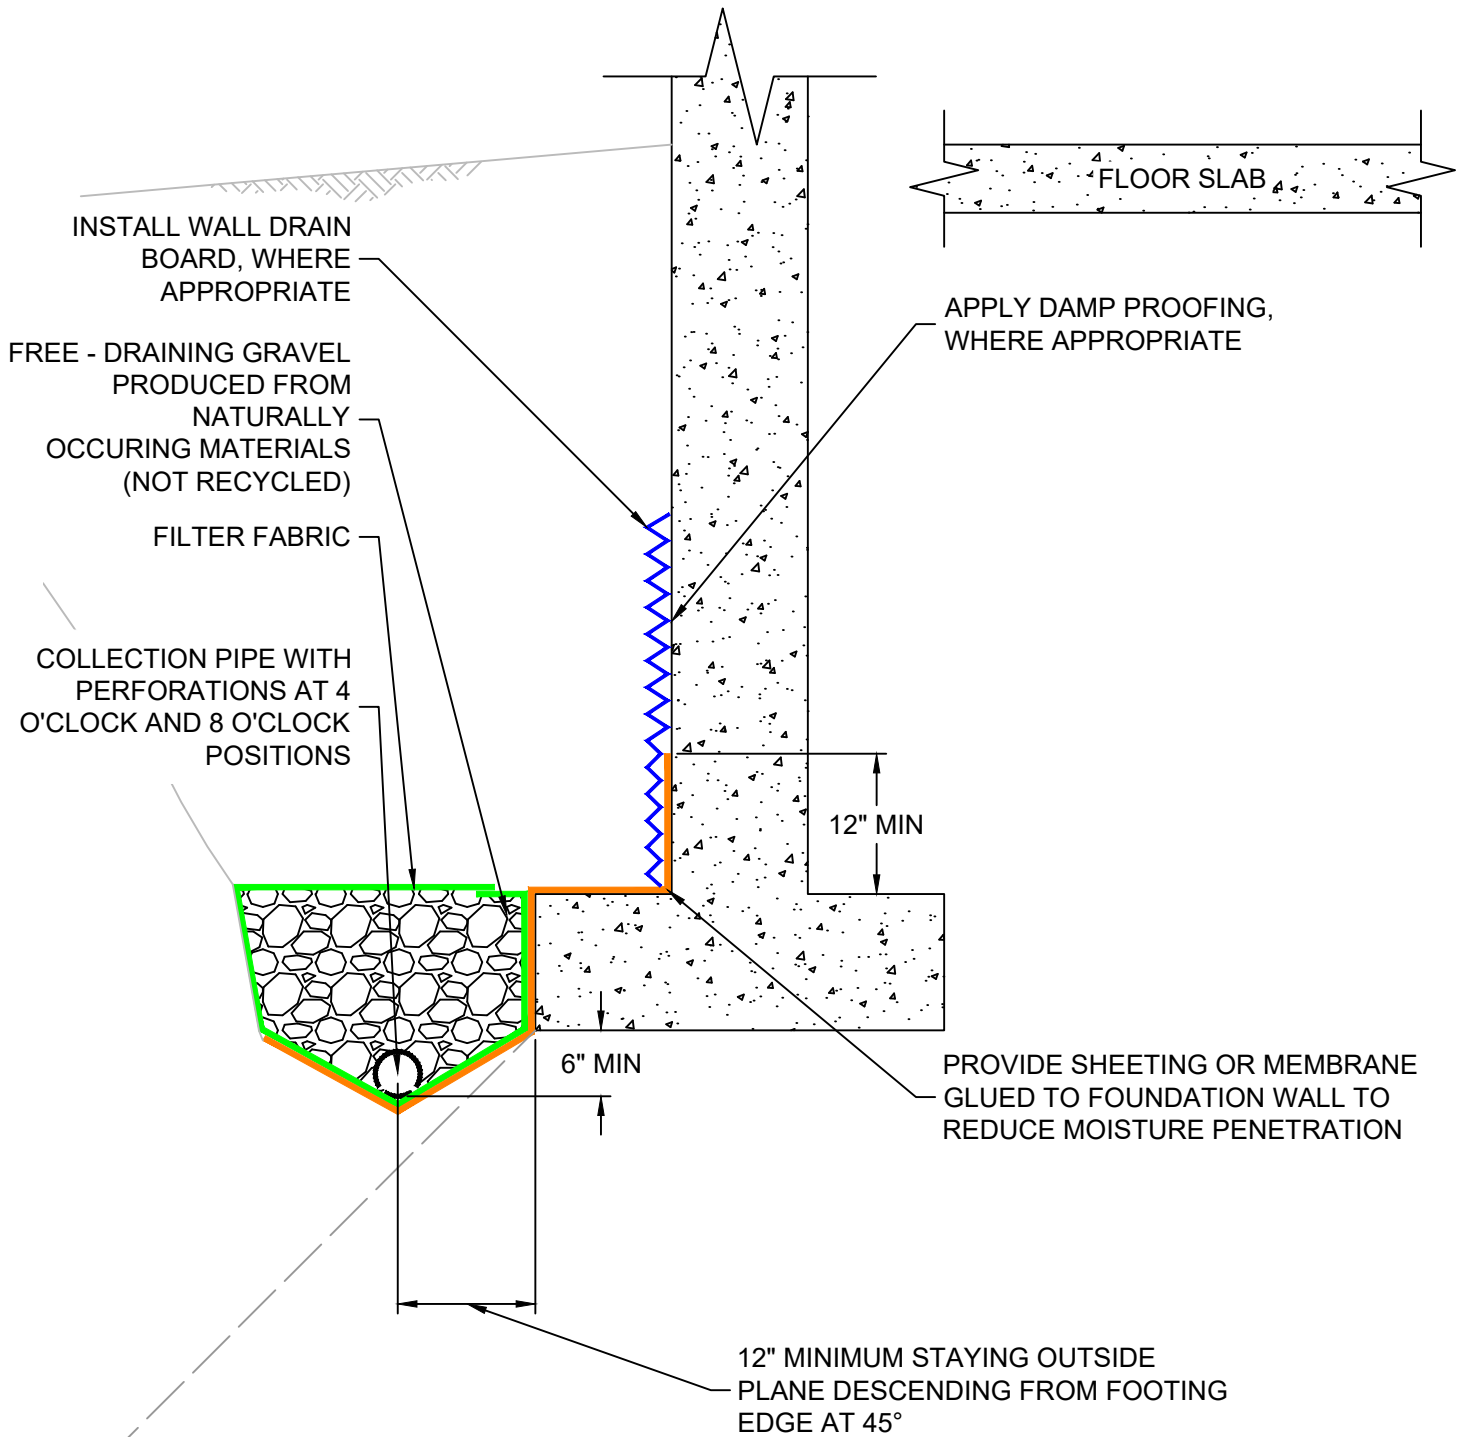 FLOOR SLAB
INSTALL WALL DRAIN
BOARD, WHERE
APPROPRIATE
APPLY DAMP PROOFING,
WHERE APPROPRIATE
FREE - DRAINING GRAVEL
PRODUCED FROM
NATURALLY
OCCURING MATERIALS
(NOT RECYCLED)
FILTER FABRIC
COLLECTION PIPE WITH
PERFORATIONS AT 4
O'CLOCK AND 8 O'CLOCK
POSITIONS
12" MIN
6" MIN
PROVIDE SHEETING OR MEMBRANE
GLUED TO FOUNDATION WALL TO
REDUCE MOISTURE PENETRATION
12" MINIMUM STAYING OUTSIDE
PLANE DESCENDING FROM FOOTING
EDGE AT 45°